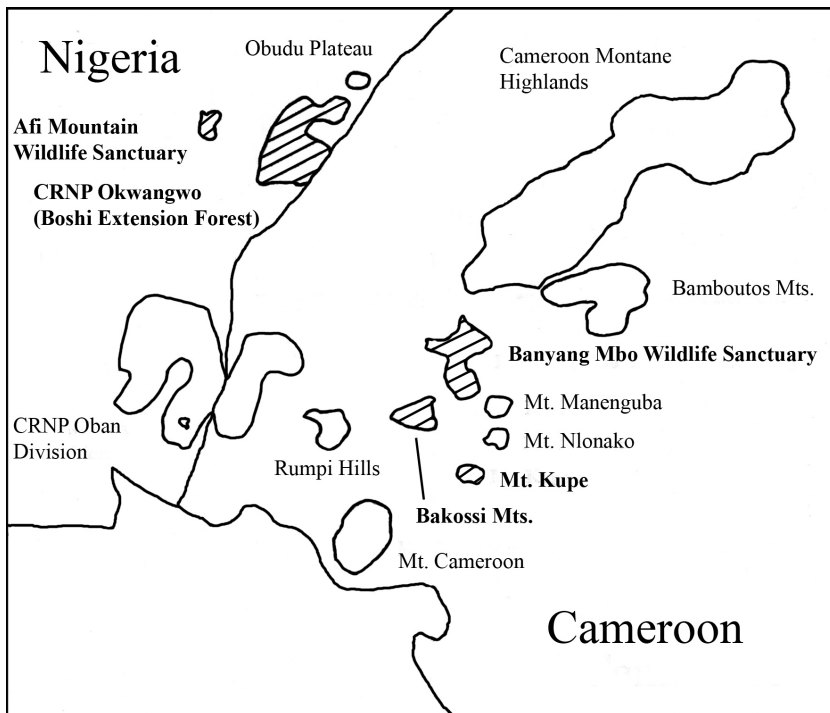 Nigeria
Obudu Plateau
Cameroon Montane
Highlands
Afi Mountain
Wildlife Sanctuary
CRNP Okwangwo
(Boshi Extension Forest)
Bamboutos Mts.
Banyang Mbo Wildlife Sanctuary
Mt. Manenguba
CRNP Oban
Division
Mt. Nlonako
Rumpi Hills
Mt. Kupe
Bakossi Mts.
Mt. Cameroon
Cameroon